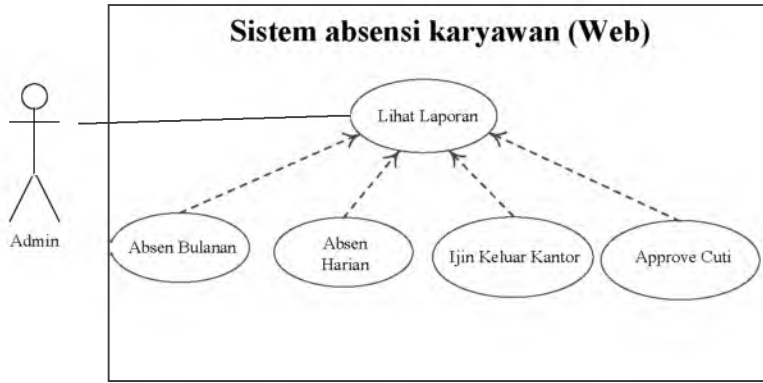 Sistem absensi karyawan (Web)
Lihat Laporan
Admin
Absen Bulanan
Absen
Harian
Ijin Keluar Kantor
Approve Cuti